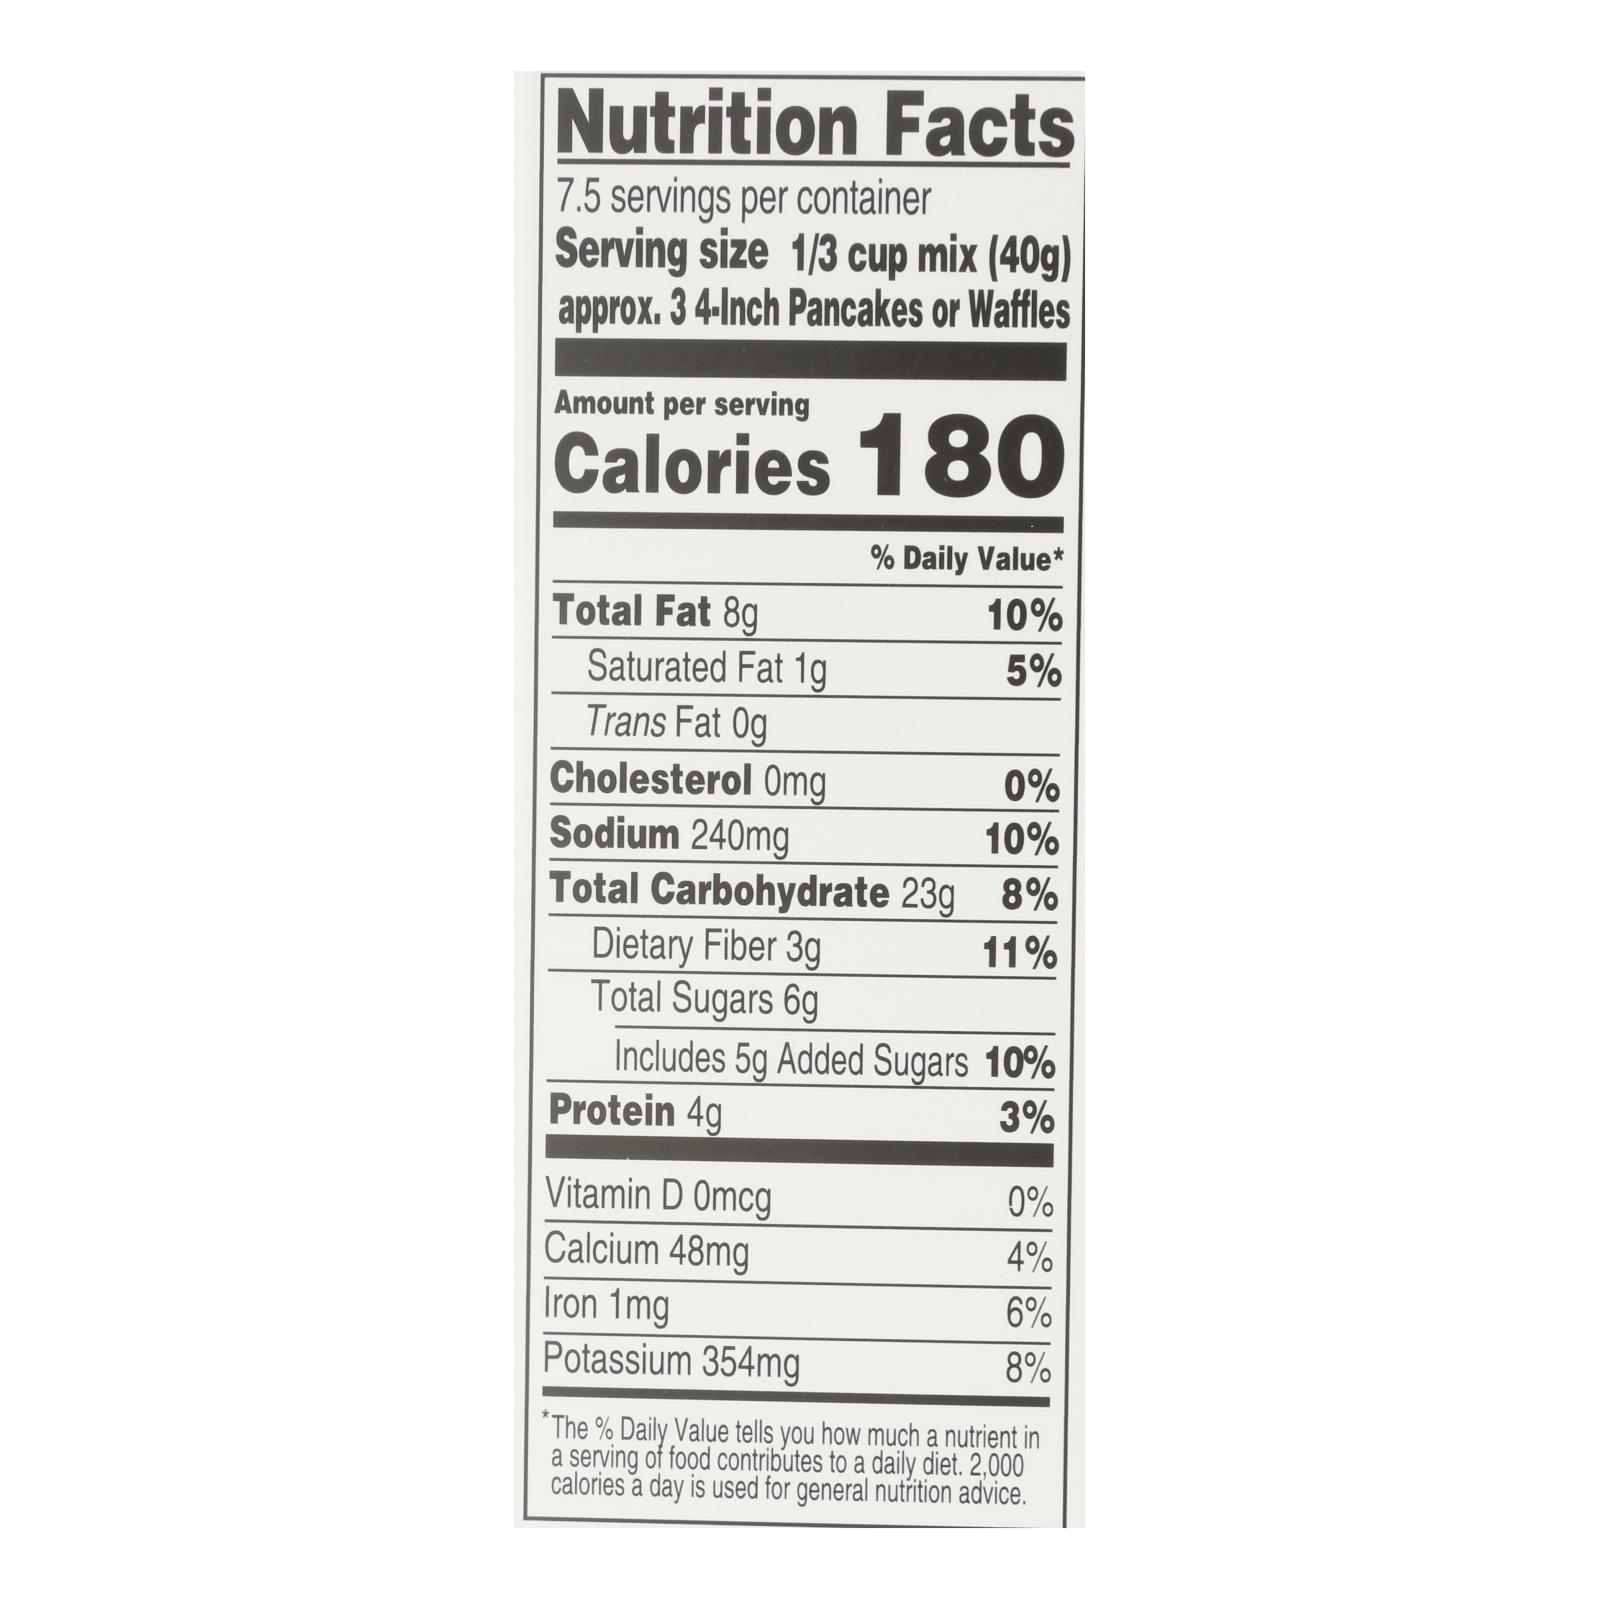 Nutrition Facts
7.5 servings per container
Serving size 1/3 cup mix (40g)
approx. 3 4-Inch Pancakes or Waffles
Amount per serving
Calories 180
% Daily Value*
Total Fat 8g 10%
Saturated Fat 1g 5%
Trans Fat 0g
Cholesterol 0mg 0%
Sodium 240mg 10%
Total Carbohydrate 23g 8%
Dietary Fiber 3g 11%
Total Sugars 6g
Includes 5g Added Sugars 10%
Protein 4g 3%
Vitamin D 0mcg 0%
Calcium 48mg 4%
Iron 1mg 6%
Potassium 354mg 8%
*The % Daily Value tells you how much a nutrient in
a serving of food contributes to a daily diet. 2,000
calories a day is used for general nutrition advice.